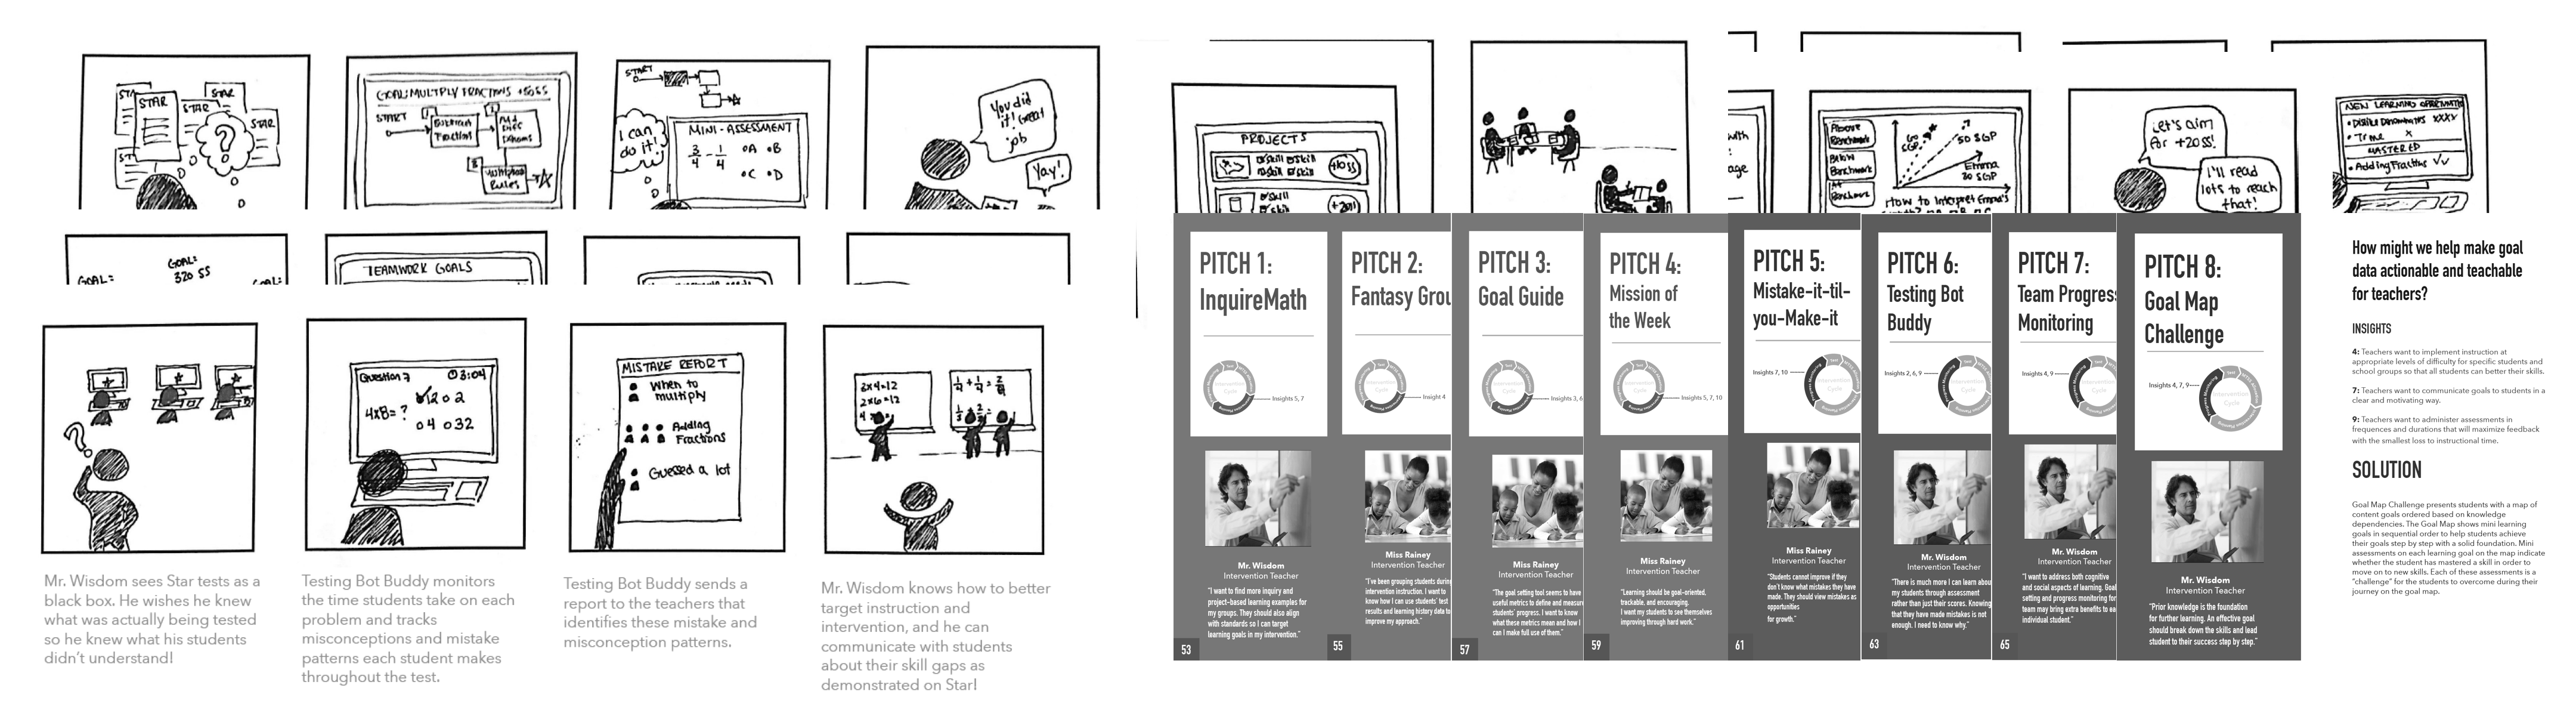 STAR
STAR
STAR
STAR
?
GOAL: MULTIPLY FRACTIONS +50SS
START
I can
do it!
START
MINI-ASSESSMENT
3/4 - 1/4
A B
C D
You did
it! Great
job
Yay!
PROJECTS
skill skill
skill skill
Above
Benchmark
Below
Benchmark
At
Benchmark
50 SGP
Emma
30 SGP
How to Interpret Emma's
Let's aim
for +20ss!
I'll read
lots to reach
that!
NEW LEARNING OPPORTUNITIES
MASTERED
Adding Fractions
GOAL:
GOAL:
320 SS
GOAL:
TEAMWORK GOALS
Question 7 3:04
4x8=?
12 02
04 032
MISTAKE REPORT
When to
multiply
Adding
Fractions
Guessed a lot
2x4=12
2x6=12
Mr. Wisdom sees Star tests as a
black box. He wishes he knew
what was actually being tested
so he knew what his students
didn't understand!
Testing Bot Buddy monitors
the time students take on each
problem and tracks
misconceptions and mistake
patterns each student makes
throughout the test.
Testing Bot Buddy sends a
report to the teachers that
identifies these mistake and
misconception patterns.
Mr. Wisdom knows how to better
target instruction and
intervention, and he can
communicate with students
about their skill gaps as
demonstrated on Star!
PITCH 1:
InquireMath
Insights 5, 7
Mr. Wisdom
Intervention Teacher
"I want to find more inquiry and
project-based learning examples for
my groups. They should also align
with standards so I can target
learning goals in my intervention."
53
PITCH 2:
Fantasy Grou
Insight 4
Miss Rainey
Intervention Teacher
"I've been grouping students during
intervention instruction. I want to
know how I can use students' test
results and learning history data to
improve my approach."
55
PITCH 3:
Goal Guide
Insights 3, 6
Miss Rainey
Intervention Teacher
"The goal setting tool seems to have
useful metrics to define and measure
students' progress. I want to know
what these metrics mean and how I
can I make full use of them."
57
PITCH 4:
Mission of
the Week
Insights 5, 7, 10
Miss Rainey
Intervention Teacher
"Learning should be goal-oriented,
trackable, and encouraging.
I want my students to see themselves
improving through hard work."
59
PITCH 5:
Mistake-it-til-
you-Make-it
Insights 7, 10
Miss Rainey
Intervention Teacher
"Students cannot improve if they
don't know what mistakes they have
made. They should view mistakes as
opportunities
for growth."
61
PITCH 6:
Testing Bot
Buddy
Insights 2, 6, 9
Mr. Wisdom
Intervention Teacher
"There is much more I can learn abou
my students through assessment
rather than just their scores. Knowing
that they have made mistakes is not
enough. I need to know why."
63
PITCH 7:
Team Progress
Monitoring
Insights 4, 9
Mr. Wisdom
Intervention Teacher
"I want to address both cognitive
and social aspects of learning. Goal
setting and progress monitoring for
team may bring extra benefits to ea
individual student."
65
PITCH 8:
Goal Map
Challenge
Insights 4, 7, 9
Mr. Wisdom
Intervention Teacher
"Prior knowledge is the foundation
for further learning. An effective goal
should break down the skills and lead
student to their success step by step."
How might we help make goal
data actionable and teachable
for teachers?
INSIGHTS
4: Teachers want to implement instruction at
appropriate levels of difficulty for specific students and
school groups so that all students can better their skills.
7: Teachers want to communicate goals to students in a
clear and motivating way.
9: Teachers want to administer assessments in
frequences and durations that will maximize feedback
with the smallest loss to instructional time.
SOLUTION
Goal Map Challenge presents students with a map of
content goals ordered based on knowledge
dependencies. The Goal Map shows mini learning
goals in sequential order to help students achieve
their goals step by step with a solid foundation. Mini
assessments on each learning goal on the map indicate
whether the student has mastered a skill in order to
move on to new skills. Each of these assessments is a
"challenge" for the students to overcome during their
journey on the goal map.